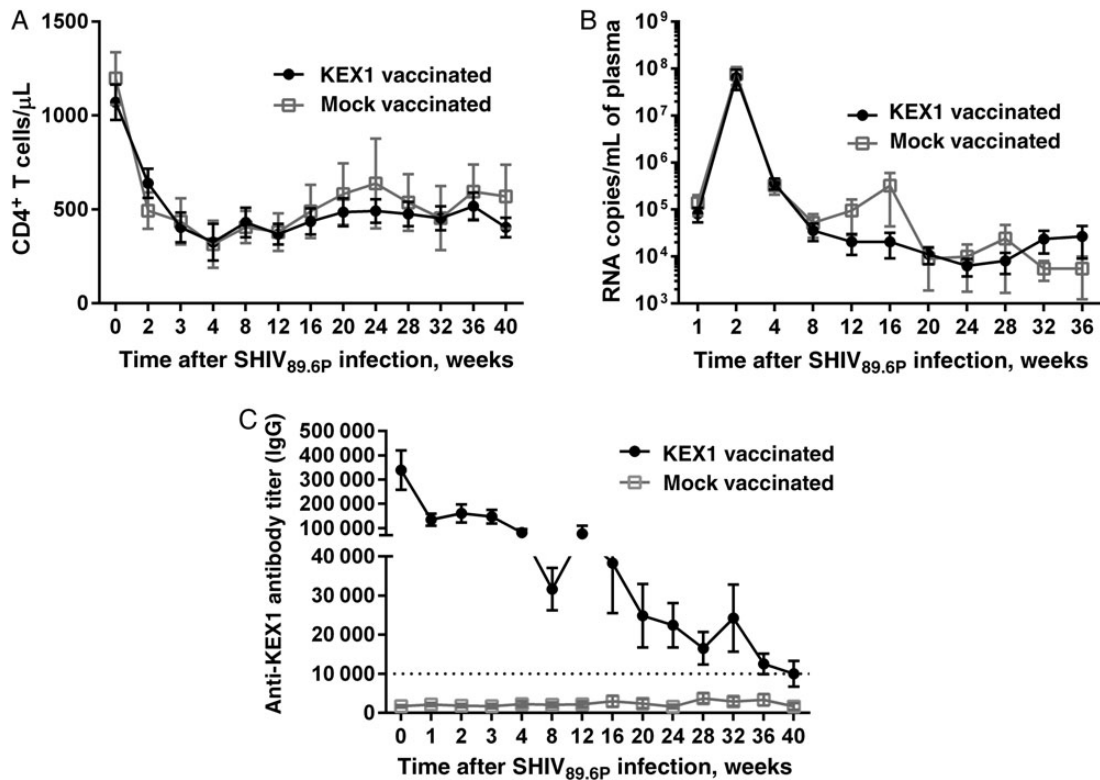 A
1500
1000
500
0
CD4⁺ T cells/µL
KEX1 vaccinated
Mock vaccinated
0 2 3 4 8 12 16 20 24 28 32 36 40
Time after SHIV₈₉.₆P infection, weeks
B
10⁹
10⁸
10⁷
10⁶
10⁵
10⁴
10³
RNA copies/mL of plasma
KEX1 vaccinated
Mock vaccinated
1 2 4 8 12 16 20 24 28 32 36
Time after SHIV₈₉.₆P infection, weeks
C
500 000
400 000
300 000
200 000
100 000
40 000
30 000
20 000
10 000
0
Anti-KEX1 antibody titer (IgG)
KEX1 vaccinated
Mock vaccinated
0 1 2 3 4 8 12 16 20 24 28 32 36 40
Time after SHIV₈₉.₆P infection, weeks